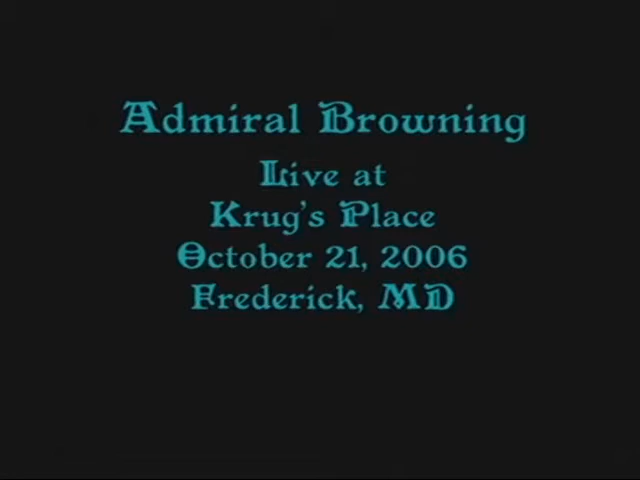 Admiral Browning
Live at
Krug's Place
October 21, 2006
Frederick, MD